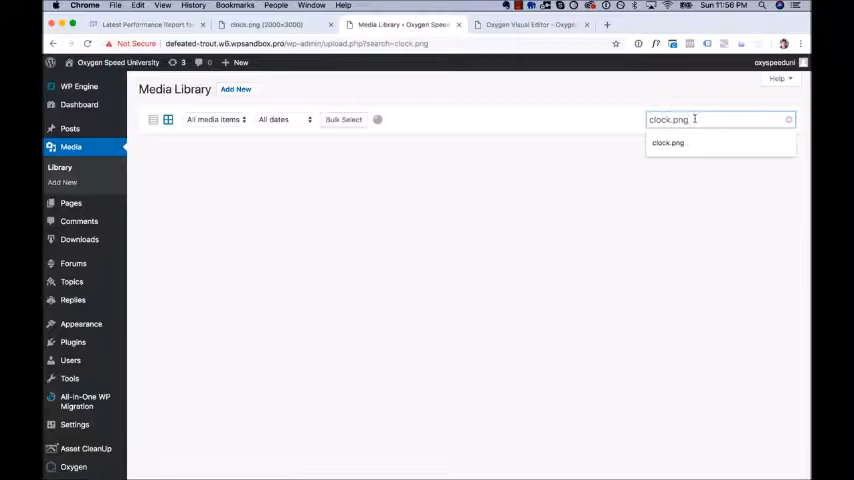 Chrome File Edit View History Bookmarks People Window Help Sun 11:56 PM
Latest Performance Report for clock.png (2000×3000) Media Library < Oxygen Speed Oxygen Visual Editor - Oxyge
Not Secure defeated-trout.w6.wpsandbox.pro/wp-admin/upload.php?search=clock.png
Oxygen Speed University 3 0 + New oxyspeeduni
Help
WP Engine
Media Library Add New
Dashboard
All media items All dates Bulk Select clock.png
Posts
clock.png
Media
Library
Add New
Pages
Comments
Downloads
Forums
Topics
Replies
Appearance
Plugins
Users
Tools
All-in-One WP
Migration
Settings
Asset CleanUp
Oxygen